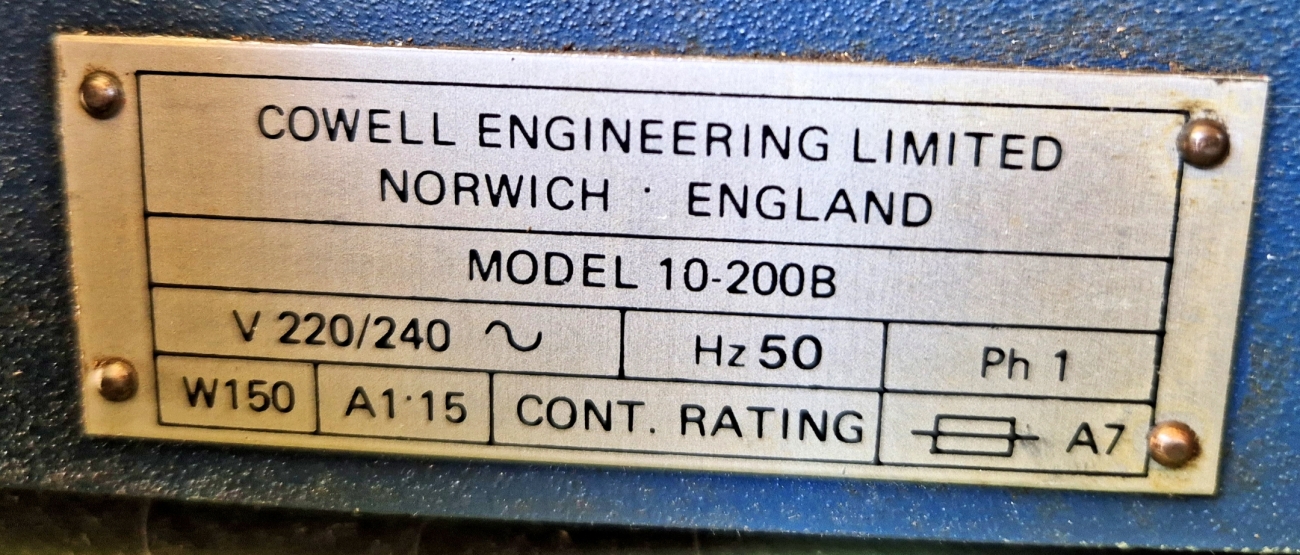 COWELL ENGINEERING LIMITED
NORWICH · ENGLAND
MODEL 10-200B
V 220/240 ∿ Hz 50 Ph 1
W150 A1·15 CONT. RATING A7